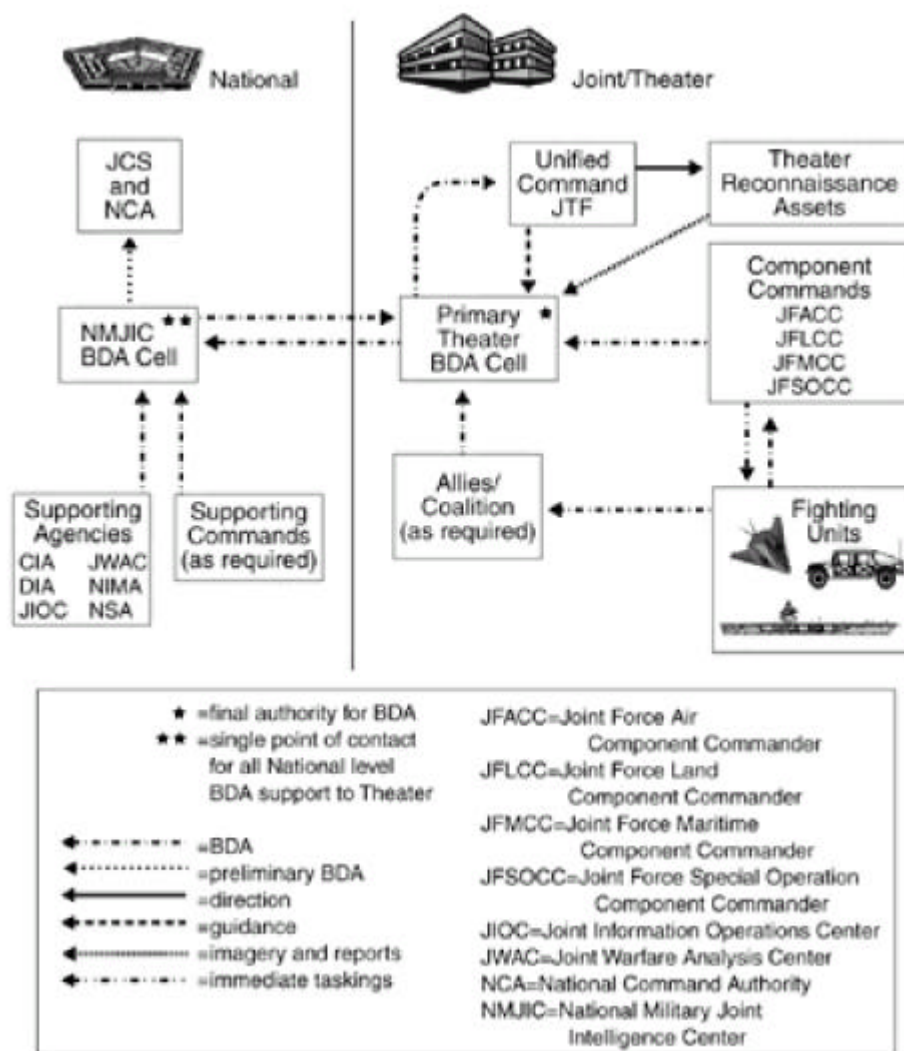 National
Joint/Theater
JCS
and
NCA
Unified
Command
JTF
Theater
Reconnaissance
Assets
NMJIC ★★
BDA Cell
Primary ★
Theater
BDA Cell
Component
Commands
JFACC
JFLCC
JFMCC
JFSOCC
Supporting
Agencies
CIA JWAC
DIA NIMA
JIOC NSA
Supporting
Commands
(as required)
Allies/
Coalition
(as required)
Fighting
Units
★ =final authority for BDA
★★ =single point of contact
for all National level
BDA support to Theater
=BDA
=preliminary BDA
=direction
=guidance
=imagery and reports
=immediate taskings
JFACC=Joint Force Air
Component Commander
JFLCC=Joint Force Land
Component Commander
JFMCC=Joint Force Maritime
Component Commander
JFSOCC=Joint Force Special Operation
Component Commander
JIOC=Joint Information Operations Center
JWAC=Joint Warfare Analysis Center
NCA=National Command Authority
NMJIC=National Military Joint
Intelligence Center